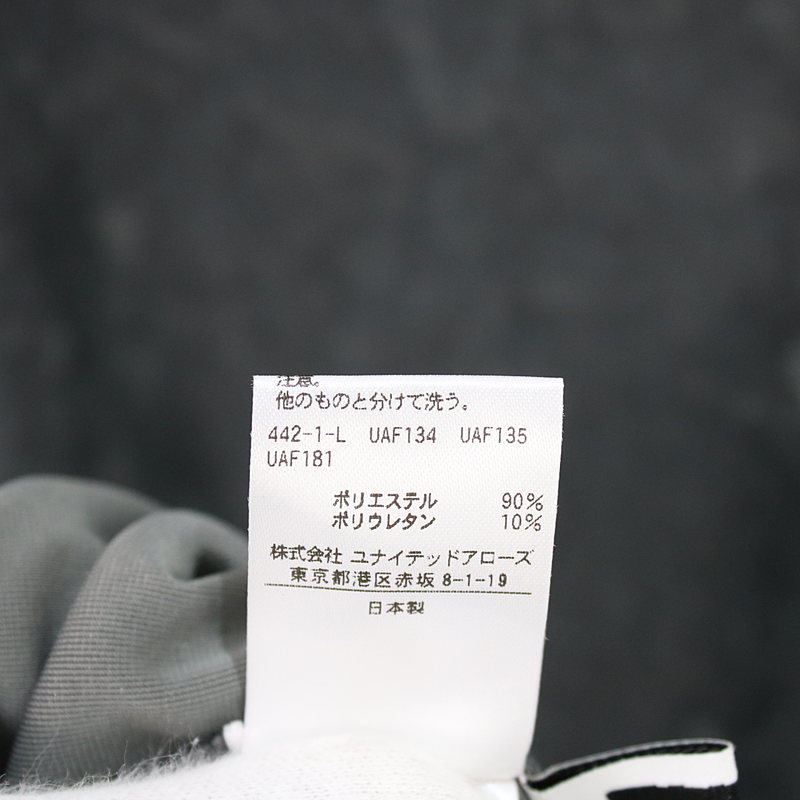 注意。
他のものと分けて洗う。
442-1-L UAF134 UAF135
UAF181
ポリエステル 90%
ポリウレタン 10%
株式会社 ユナイテッドアローズ
東京都港区赤坂 8-1-19
日本製